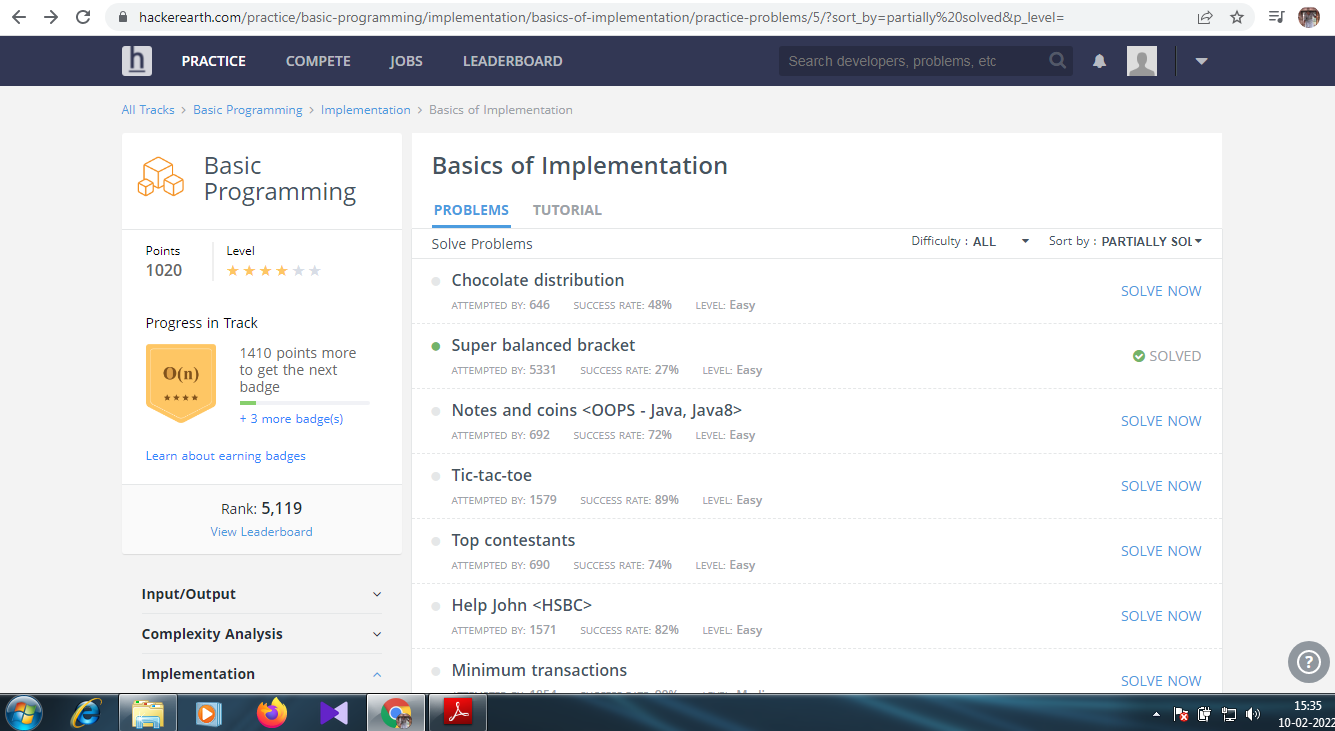 hackerearth.com/practice/basic-programming/implementation/basics-of-implementation/practice-problems/5/?sort_by=partially%20solved&p_level=
h PRACTICE COMPETE JOBS LEADERBOARD Search developers, problems, etc
All Tracks > Basic Programming > Implementation > Basics of Implementation
Basic
Programming
Points
1020
Level
Progress in Track
O(n)
1410 points more
to get the next
badge
+ 3 more badge(s)
Learn about earning badges
Rank: 5,119
View Leaderboard
Input/Output
Complexity Analysis
Implementation
Basics of Implementation
PROBLEMS TUTORIAL
Solve Problems Difficulty : ALL Sort by : PARTIALLY SOL
Chocolate distribution
ATTEMPTED BY: 646 SUCCESS RATE: 48% LEVEL: Easy
SOLVE NOW
Super balanced bracket
ATTEMPTED BY: 5331 SUCCESS RATE: 27% LEVEL: Easy
SOLVED
Notes and coins <OOPS - Java, Java8>
ATTEMPTED BY: 692 SUCCESS RATE: 72% LEVEL: Easy
SOLVE NOW
Tic-tac-toe
ATTEMPTED BY: 1579 SUCCESS RATE: 89% LEVEL: Easy
SOLVE NOW
Top contestants
ATTEMPTED BY: 690 SUCCESS RATE: 74% LEVEL: Easy
SOLVE NOW
Help John <HSBC>
ATTEMPTED BY: 1571 SUCCESS RATE: 82% LEVEL: Easy
SOLVE NOW
Minimum transactions
SOLVE NOW
?
15:35
10-02-2022